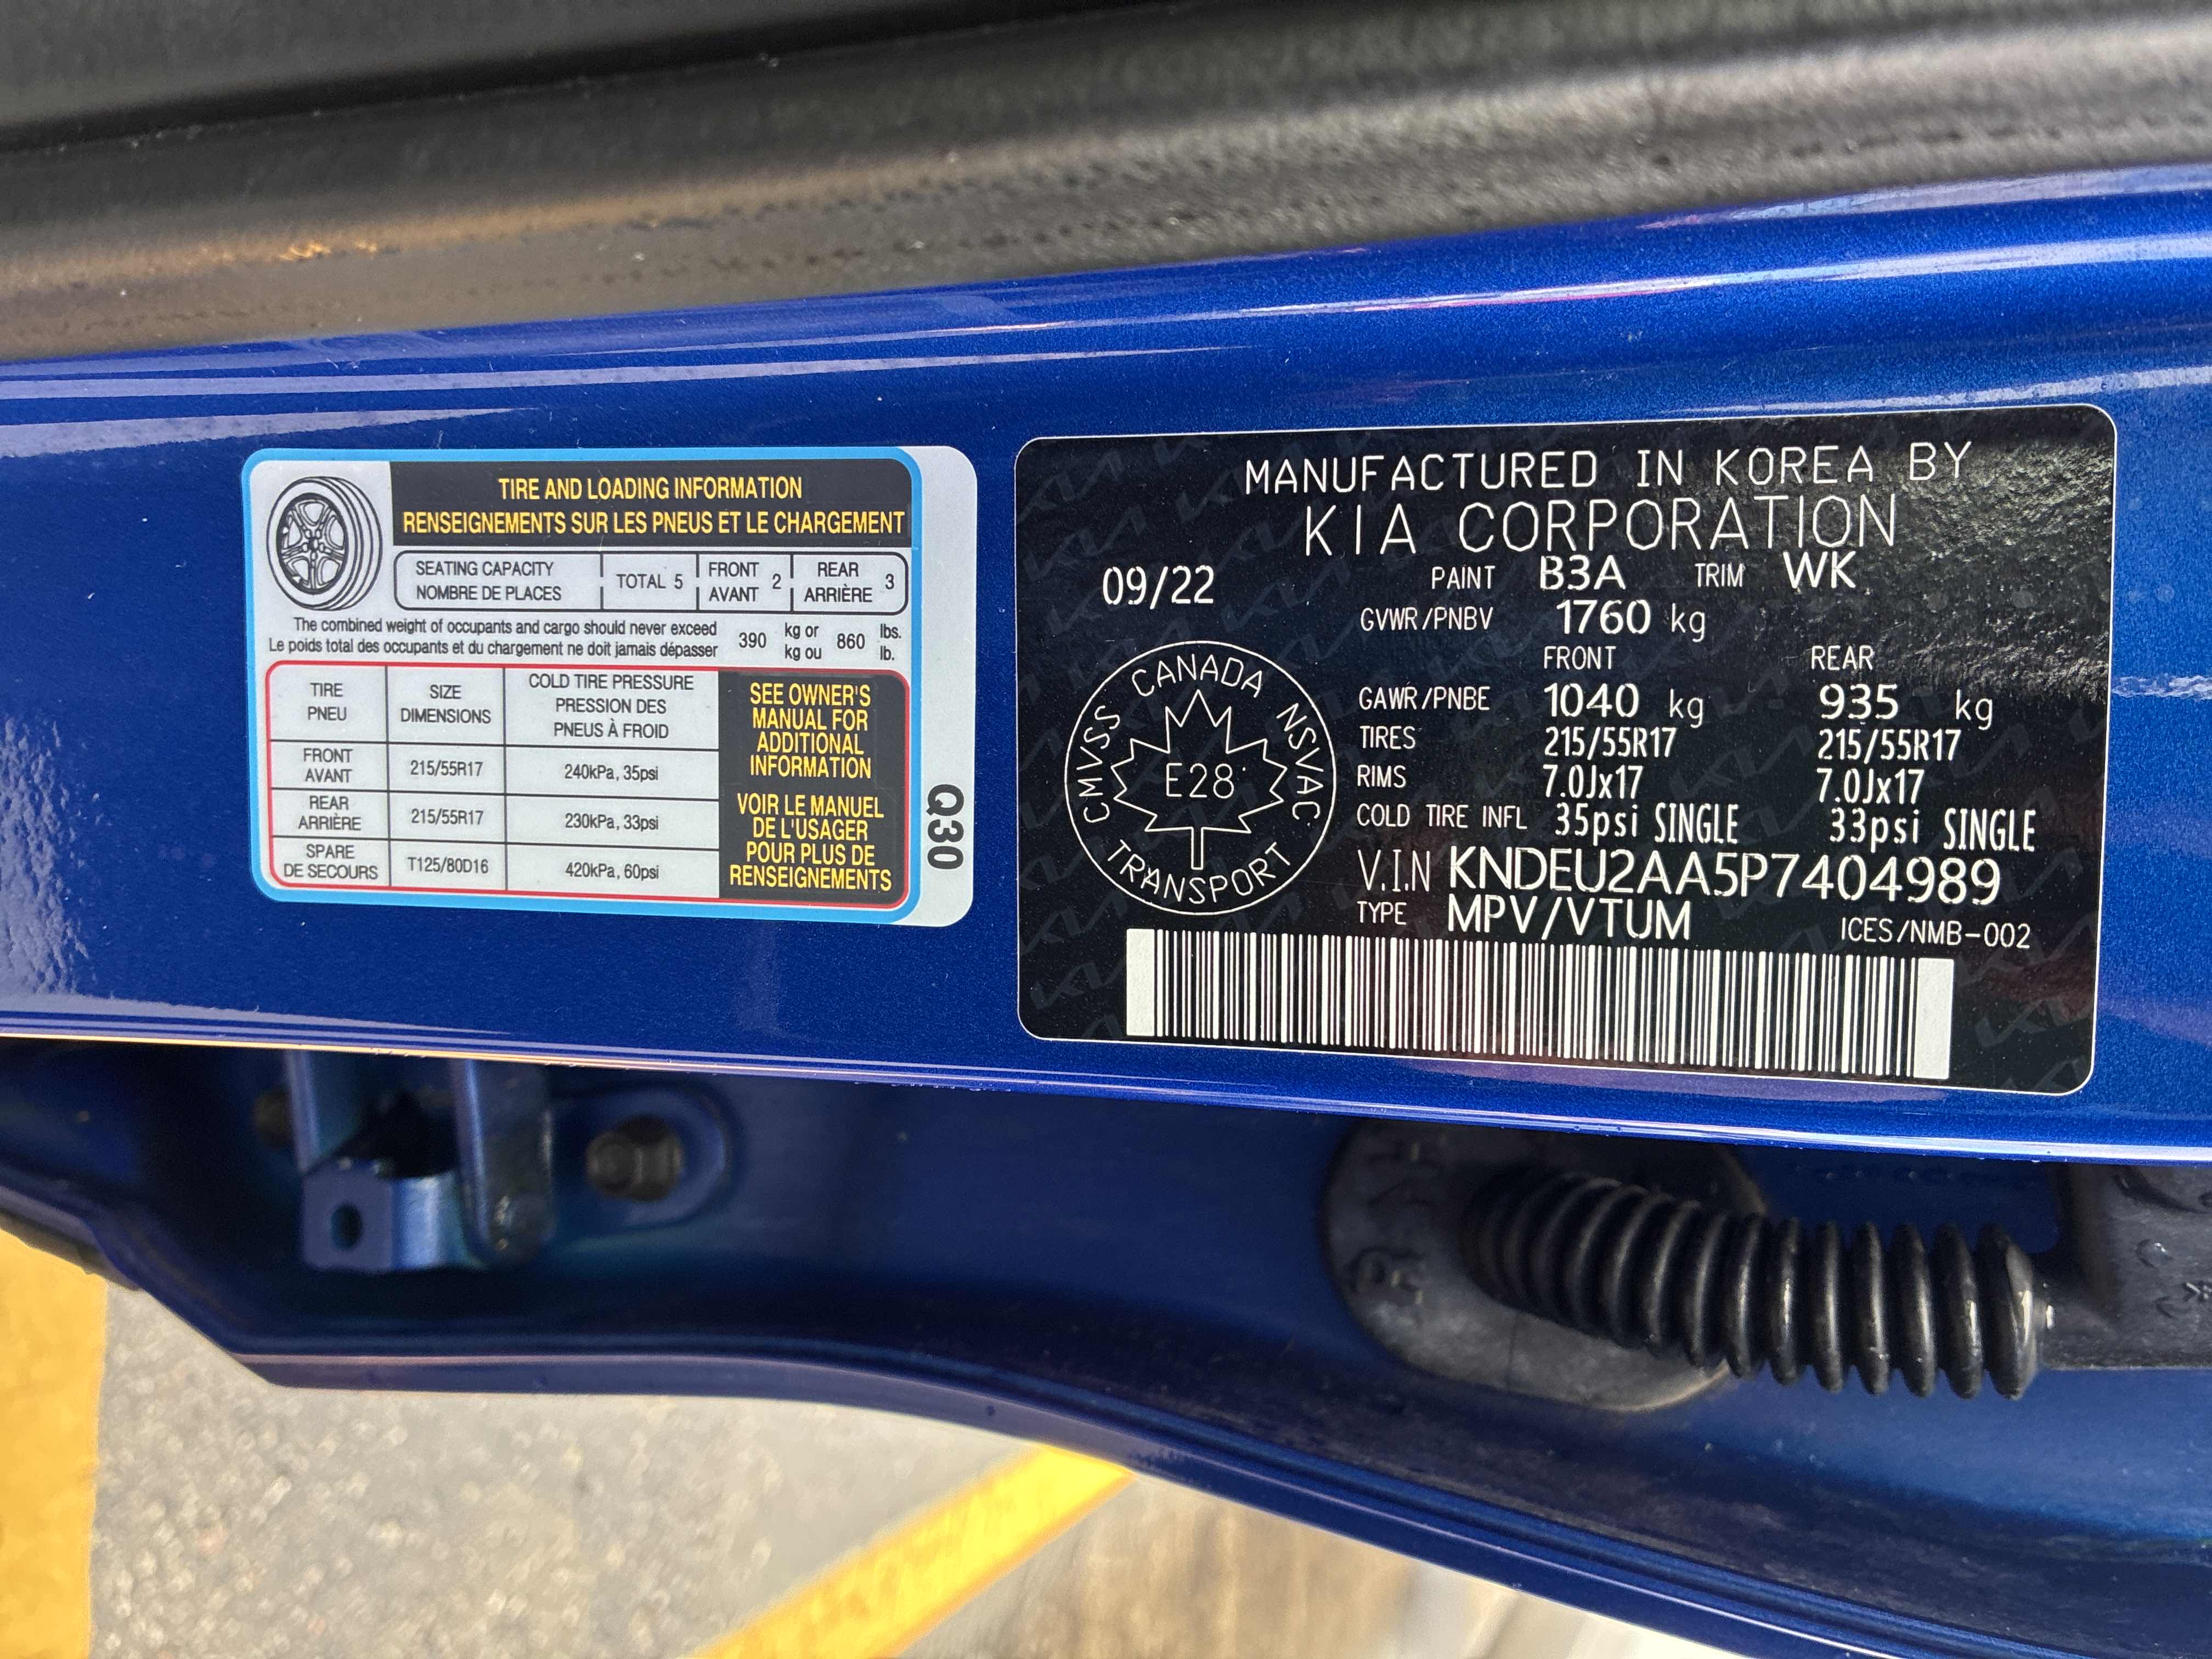 TIRE AND LOADING INFORMATION
RENSEIGNEMENTS SUR LES PNEUS ET LE CHARGEMENT
SEATING CAPACITY
NOMBRE DE PLACES
TOTAL 5
FRONT
AVANT
2
REAR
ARRIÈRE
3
The combined weight of occupants and cargo should never exceed
Le poids total des occupants et du chargement ne doit jamais dépasser
390
kg or
kg ou
860
lbs.
lb.
TIRE
PNEU
SIZE
DIMENSIONS
COLD TIRE PRESSURE
PRESSION DES
PNEUS À FROID
FRONT
AVANT
215/55R17
240kPa, 35psi
REAR
ARRIÈRE
215/55R17
230kPa, 33psi
SPARE
DE SECOURS
T125/80D16
420kPa, 60psi
SEE OWNER'S
MANUAL FOR
ADDITIONAL
INFORMATION
VOIR LE MANUEL
DE L'USAGER
POUR PLUS DE
RENSEIGNEMENTS
Q30
MANUFACTURED IN KOREA BY
KIA CORPORATION
09/22 PAINT B3A TRIM WK
GVWR/PNBV 1760 kg
FRONT REAR
GAWR/PNBE 1040 kg 935 kg
TIRES 215/55R17 215/55R17
RIMS 7.0Jx17 7.0Jx17
COLD TIRE INFL 35psi SINGLE 33psi SINGLE
V.I.N KNDEU2AA5P7404989
TYPE MPV/VTUM ICES/NMB-002
CANADA
CMVSS
NSVAC
E28
TRANSPORT